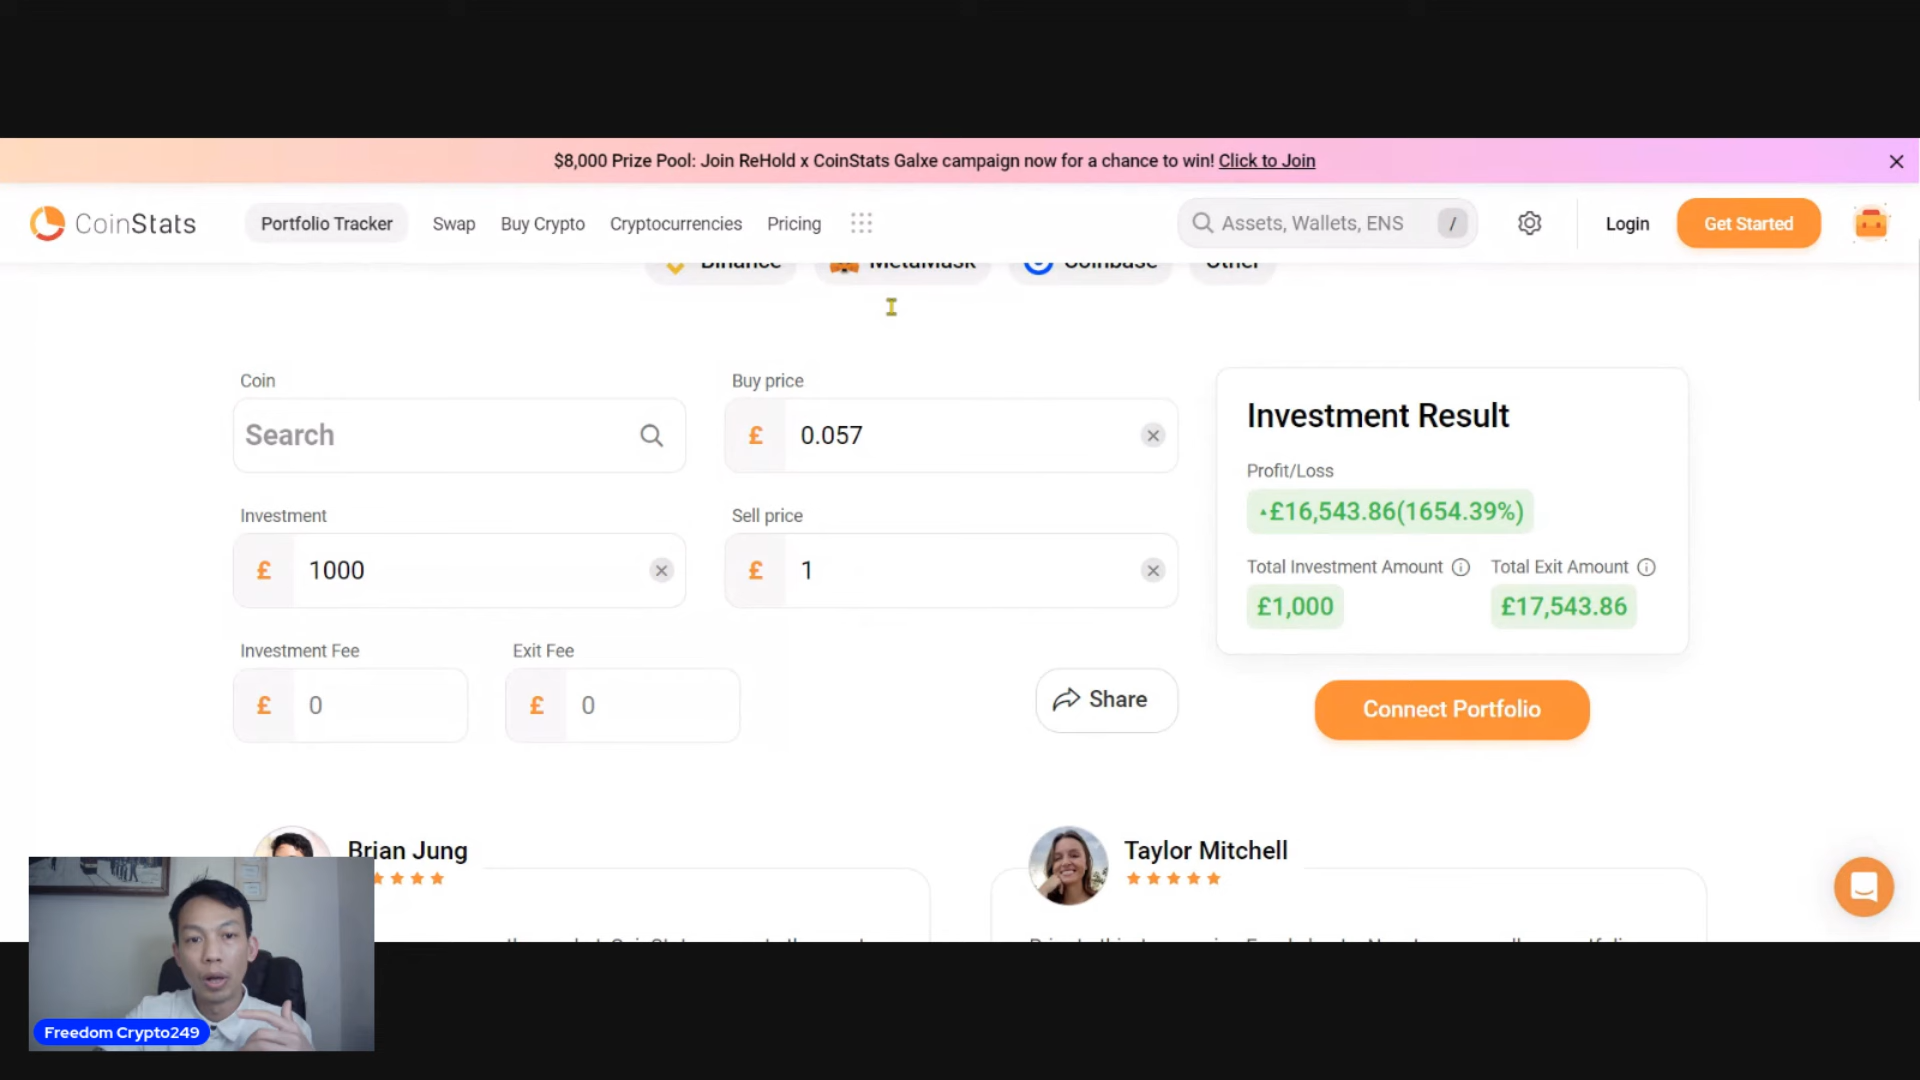 $8,000 Prize Pool: Join ReHold x CoinStats Galxe campaign now for a chance to win! Click to Join
CoinStats Portfolio Tracker Swap Buy Crypto Cryptocurrencies Pricing Assets, Wallets, ENS / Login Get Started
Binance MetaMask Coinbase Other
Coin Buy price
Search £ 0.057
Investment Result
Profit/Loss
£16,543.86(1654.39%)
Investment Sell price
£ 1000 £ 1
Total Investment Amount Total Exit Amount
£1,000 £17,543.86
Investment Fee Exit Fee
£ 0 £ 0
Share
Connect Portfolio
Brian Jung Taylor Mitchell
Freedom Crypto249